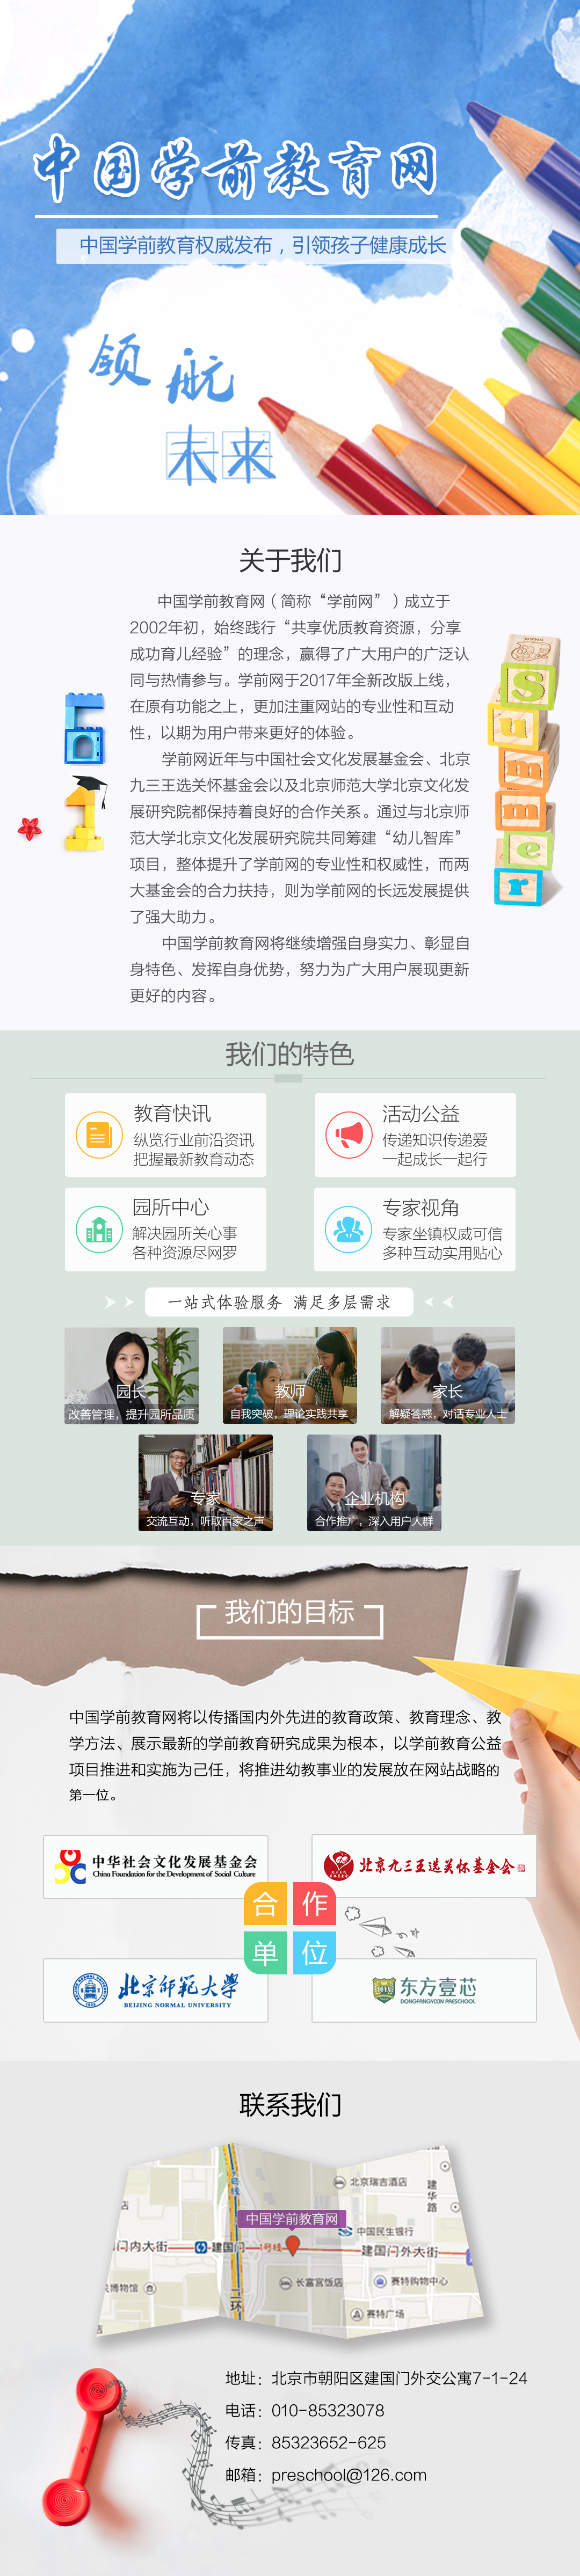 中国学前教育网
中国学前教育权威发布，引领孩子健康成长
领航
未来
关于我们
中国学前教育网（简称“学前网”）成立于
2002年初，始终践行“共享优质教育资源，分享
成功育儿经验”的理念，赢得了广大用户的广泛认
同与热情参与。学前网于2017年全新改版上线，
在原有功能之上，更加注重网站的专业性和互动
性，以期为用户带来更好的体验。
学前网近年与中国社会文化发展基金会、北京
九三王选关怀基金会以及北京师范大学北京文化发
展研究院都保持着良好的合作关系。通过与北京师
范大学北京文化发展研究院共同筹建“幼儿智库”
项目，整体提升了学前网的专业性和权威性，而两
大基金会的合力扶持，则为学前网的长远发展提供
了强大助力。
中国学前教育网将继续增强自身实力、彰显自
身特色、发挥自身优势，努力为广大用户展现更新
更好的内容。
6
1
Summer
我们的特色
教育快讯
纵览行业前沿资讯
把握最新教育动态
活动公益
传递知识传递爱
一起成长一起行
园所中心
解决园所关心事
各种资源尽网罗
专家视角
专家坐镇权威可信
多种互动实用贴心
一站式体验服务 满足多层需求
园长
改善管理，提升园所品质
教师
自我突破，理论实践共享
家长
解疑答惑，对话专业人士
专家
交流互动，听取百家之声
企业机构
合作推广，深入用户人群
我们的目标
中国学前教育网将以传播国内外先进的教育政策、教育理念、教
学方法、展示最新的学前教育研究成果为根本，以学前教育公益
项目推进和实施为己任，将推进幼教事业的发展放在网站战略的
第一位。
中华社会文化发展基金会
China Foundation for the Development of Social Culture
北京九三王选关怀基金会
合作
单位
北京师范大学
BEIJING NORMAL UNIVERSITY
东方壹芯
DONGFANGYIXIN PRESCHOOL
联系我们
北京瑞吉酒店
建华路
中国学前教育网
中国民生银行
门内大街
建国门
1号线
建国门外大街
博物馆
长富宫饭店
赛特购物中心
二环
赛特广场
地址：北京市朝阳区建国门外交公寓7-1-24
电话：010-85323078
传真：85323652-625
邮箱：preschool@126.com